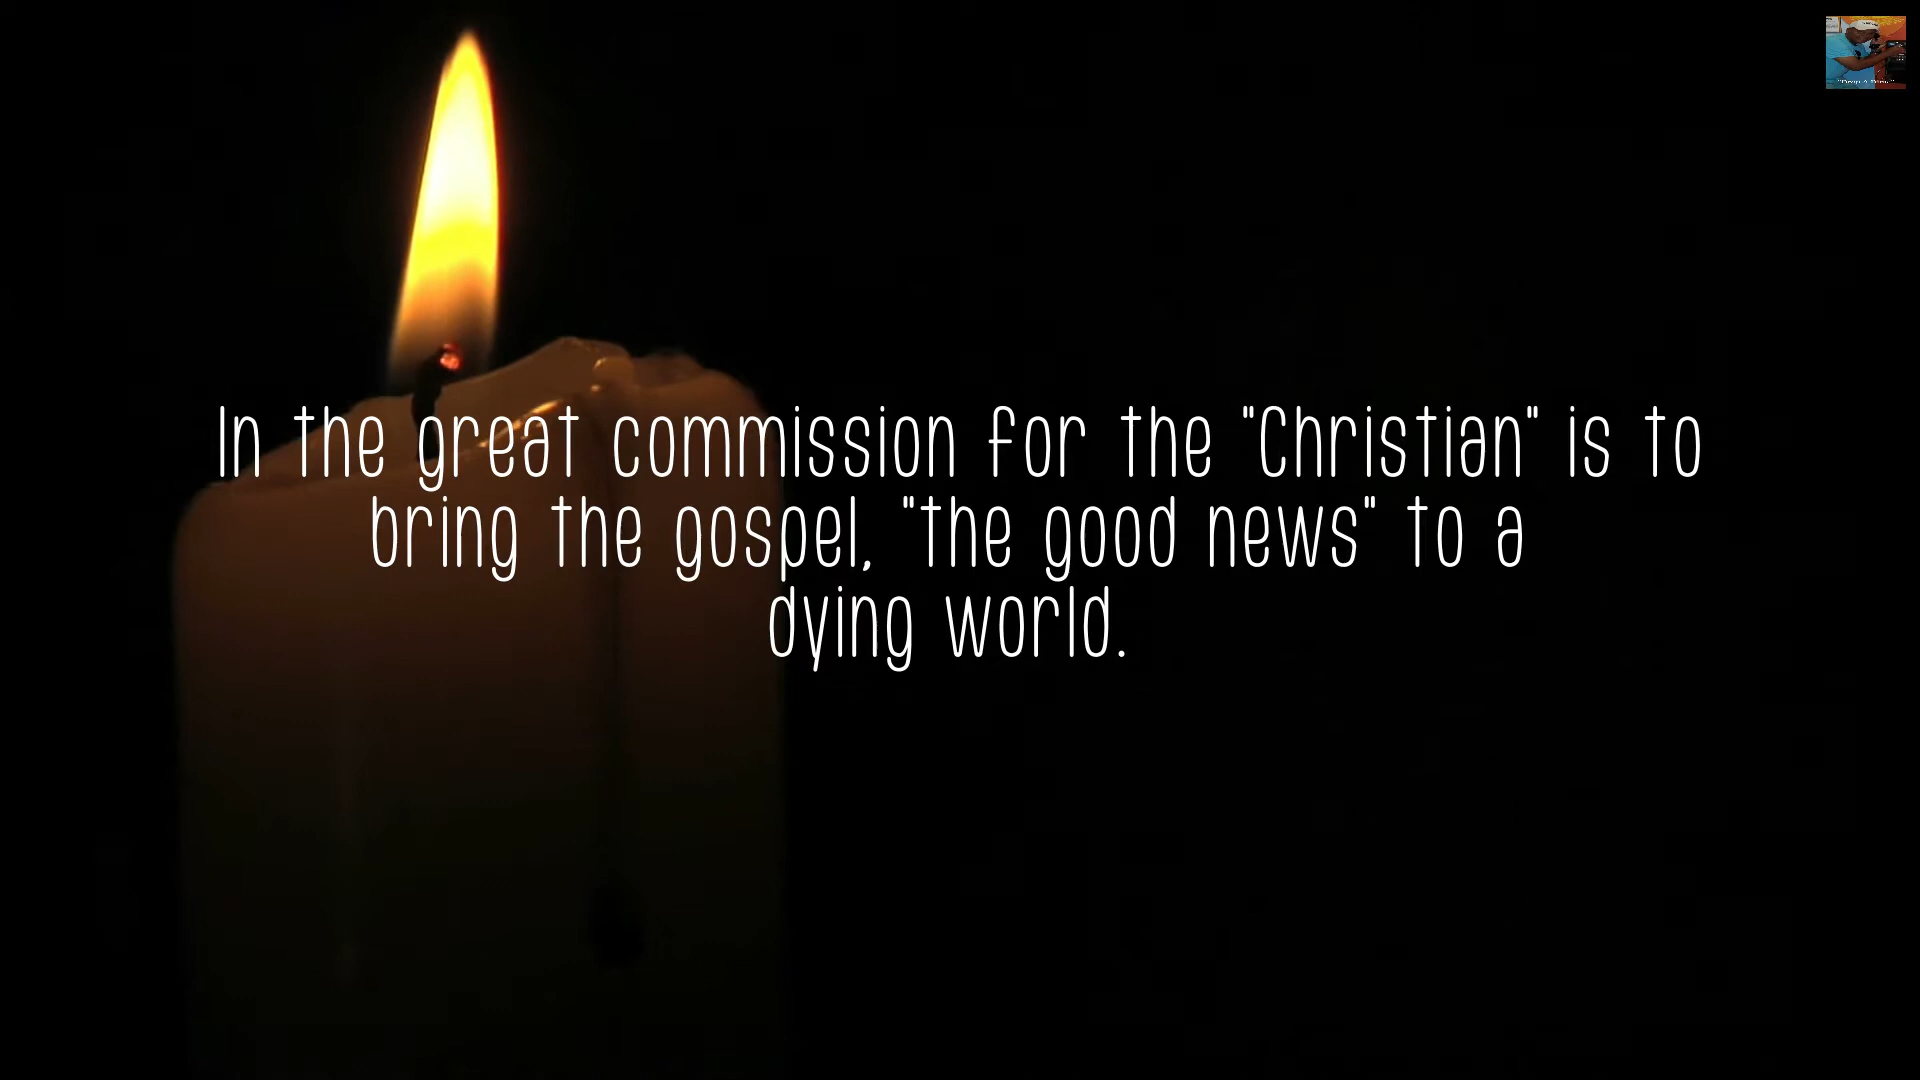 In the great commission for the "Christian" is to
bring the gospel, "the good news" to a
dying world.